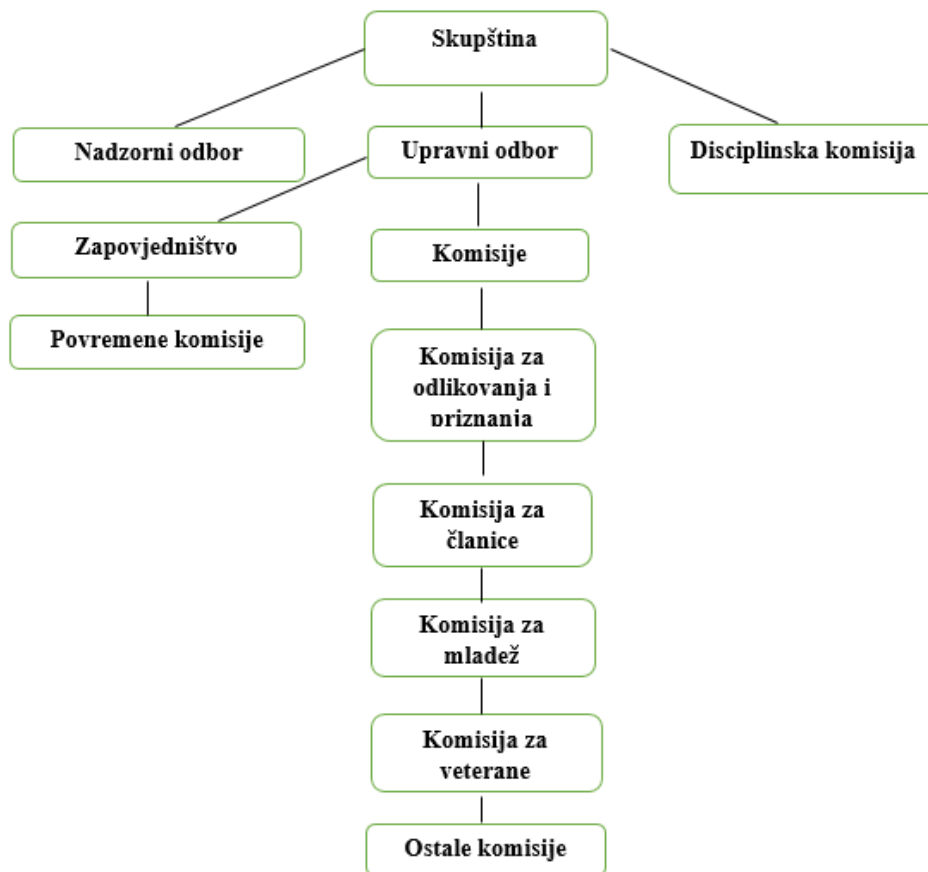 Skupština
Nadzorni odbor
Upravni odbor
Disciplinska komisija
Zapovjedništvo
Komisije
Povremene komisije
Komisija za
odlikovanja i
priznanja
Komisija za
članice
Komisija za
mladež
Komisija za
veterane
Ostale komisije